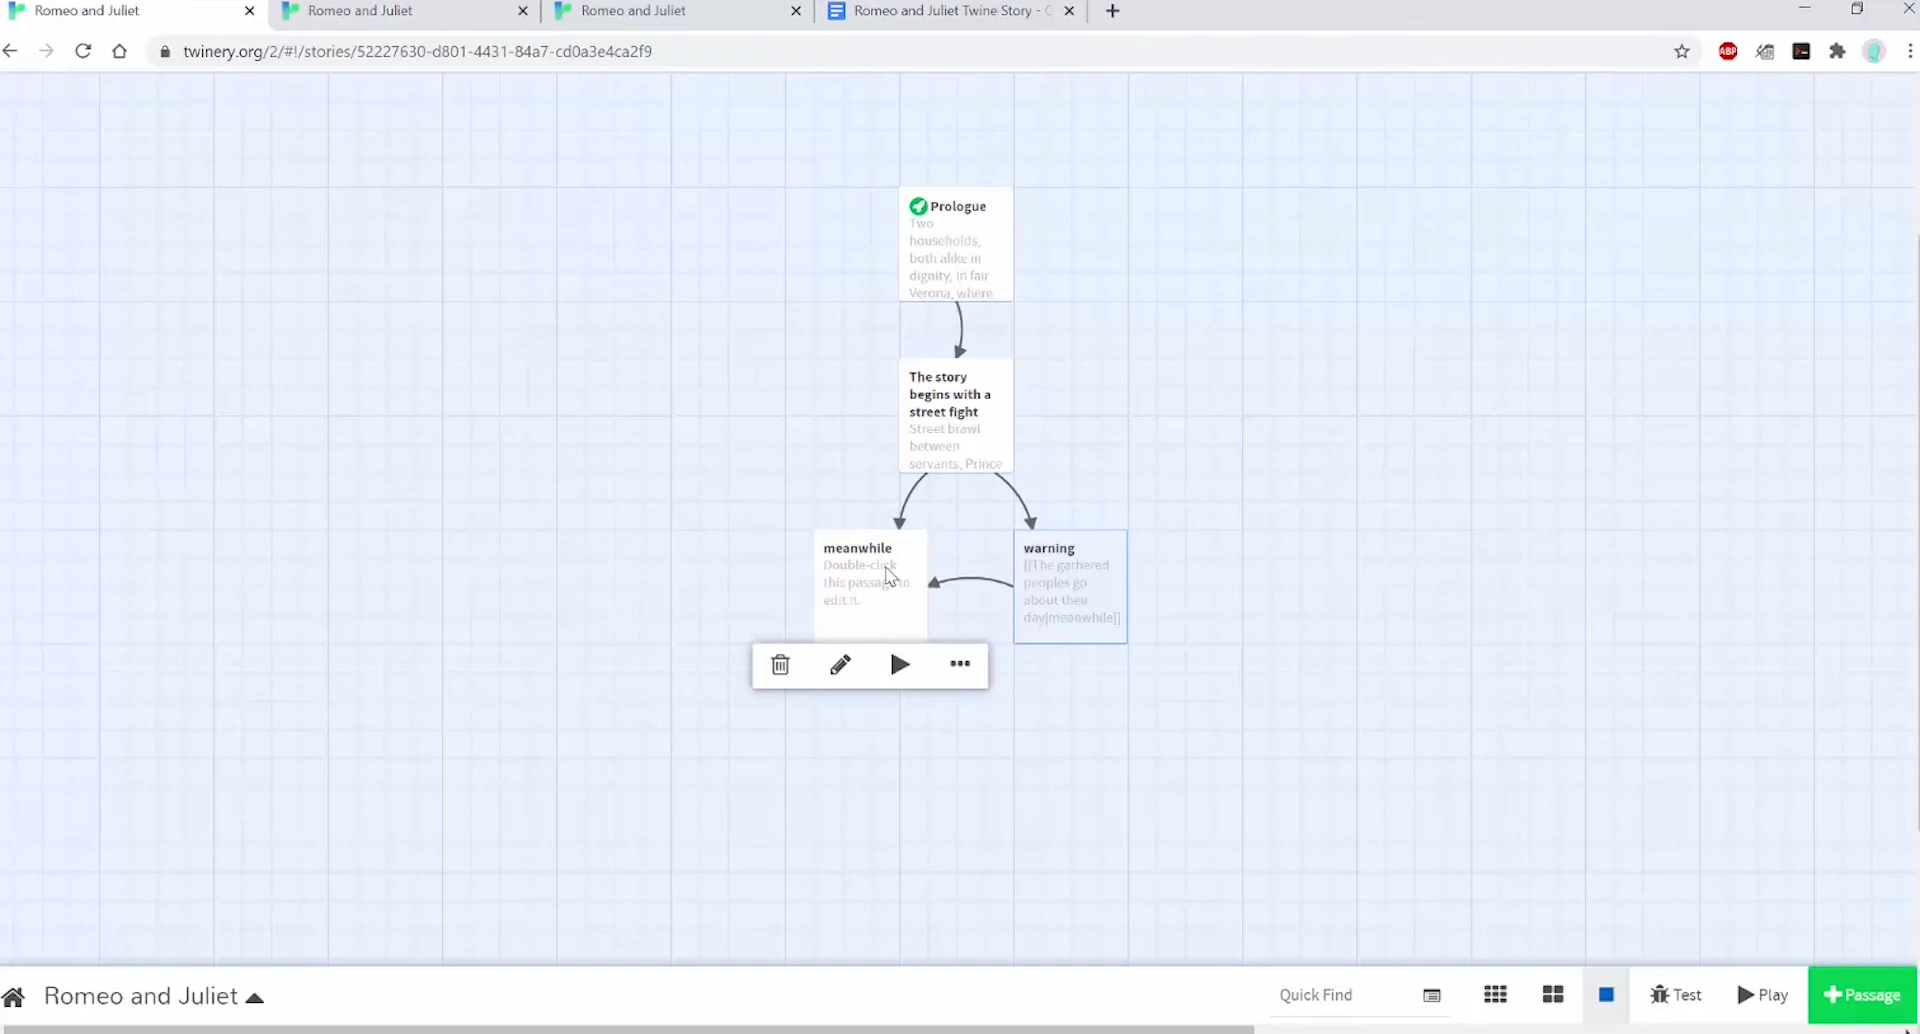 Romeo and Juliet
Romeo and Juliet
Romeo and Juliet
Romeo and Juliet Twine Story -
twinery.org/2/#!/stories/52227630-d801-4431-84a7-cd0a3e4ca2f9
ABP
Prologue
Two
households,
both alike in
dignity, In fair
Verona, where
The story
begins with a
street fight
Street brawl
between
servants, Prince
meanwhile
Double-click
this passage to
edit it.
warning
[[The gathered
peoples go
about their
day|meanwhile]]
Romeo and Juliet
Quick Find
Test
Play
Passage